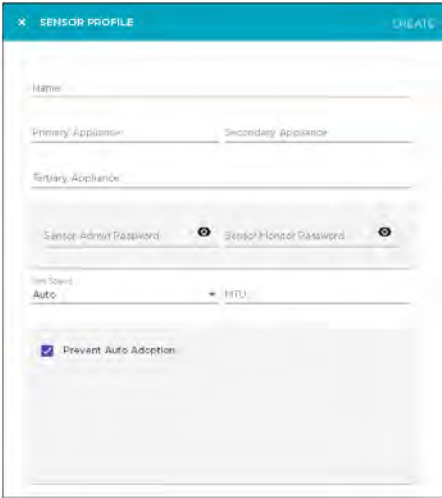 × SENSOR PROFILE CREATE
Name
Primary Appliance Secondary Appliance
Tertiary Appliance
Sensor Admin Password Sensor Monitor Password
Link Speed
Auto MTU
Prevent Auto Adoption